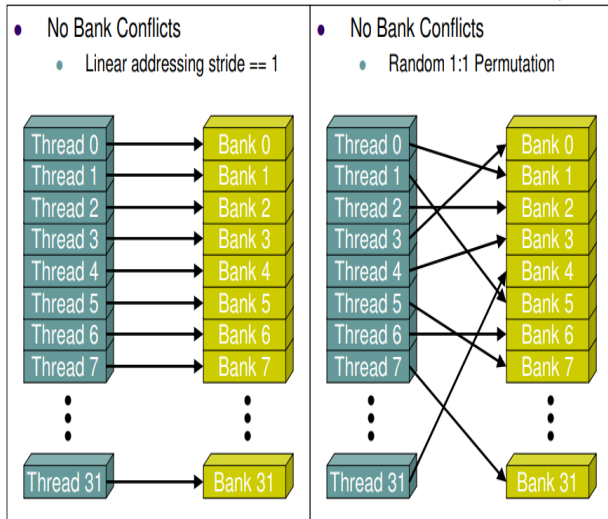 No Bank Conflicts
Linear addressing stride == 1
Thread 0 Bank 0
Thread 1 Bank 1
Thread 2 Bank 2
Thread 3 Bank 3
Thread 4 Bank 4
Thread 5 Bank 5
Thread 6 Bank 6
Thread 7 Bank 7
Thread 31 Bank 31
No Bank Conflicts
Random 1:1 Permutation
Thread 0 Bank 0
Thread 1 Bank 1
Thread 2 Bank 2
Thread 3 Bank 3
Thread 4 Bank 4
Thread 5 Bank 5
Thread 6 Bank 6
Thread 7 Bank 7
Thread 31 Bank 31